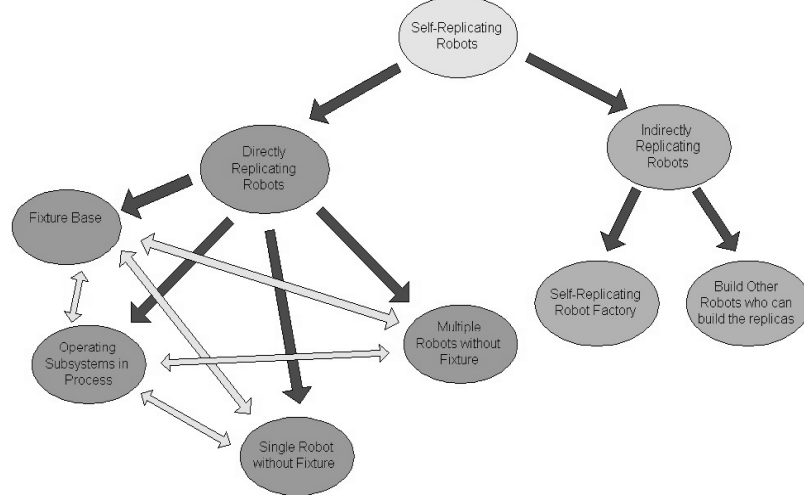 Self-Replicating
Robots
Directly
Replicating
Robots
Indirectly
Replicating
Robots
Fixture Base
Operating
Subsystems in
Process
Single Robot
without Fixture
Multiple
Robots without
Fixture
Self-Replicating
Robot Factory
Build Other
Robots who can
build the replicas